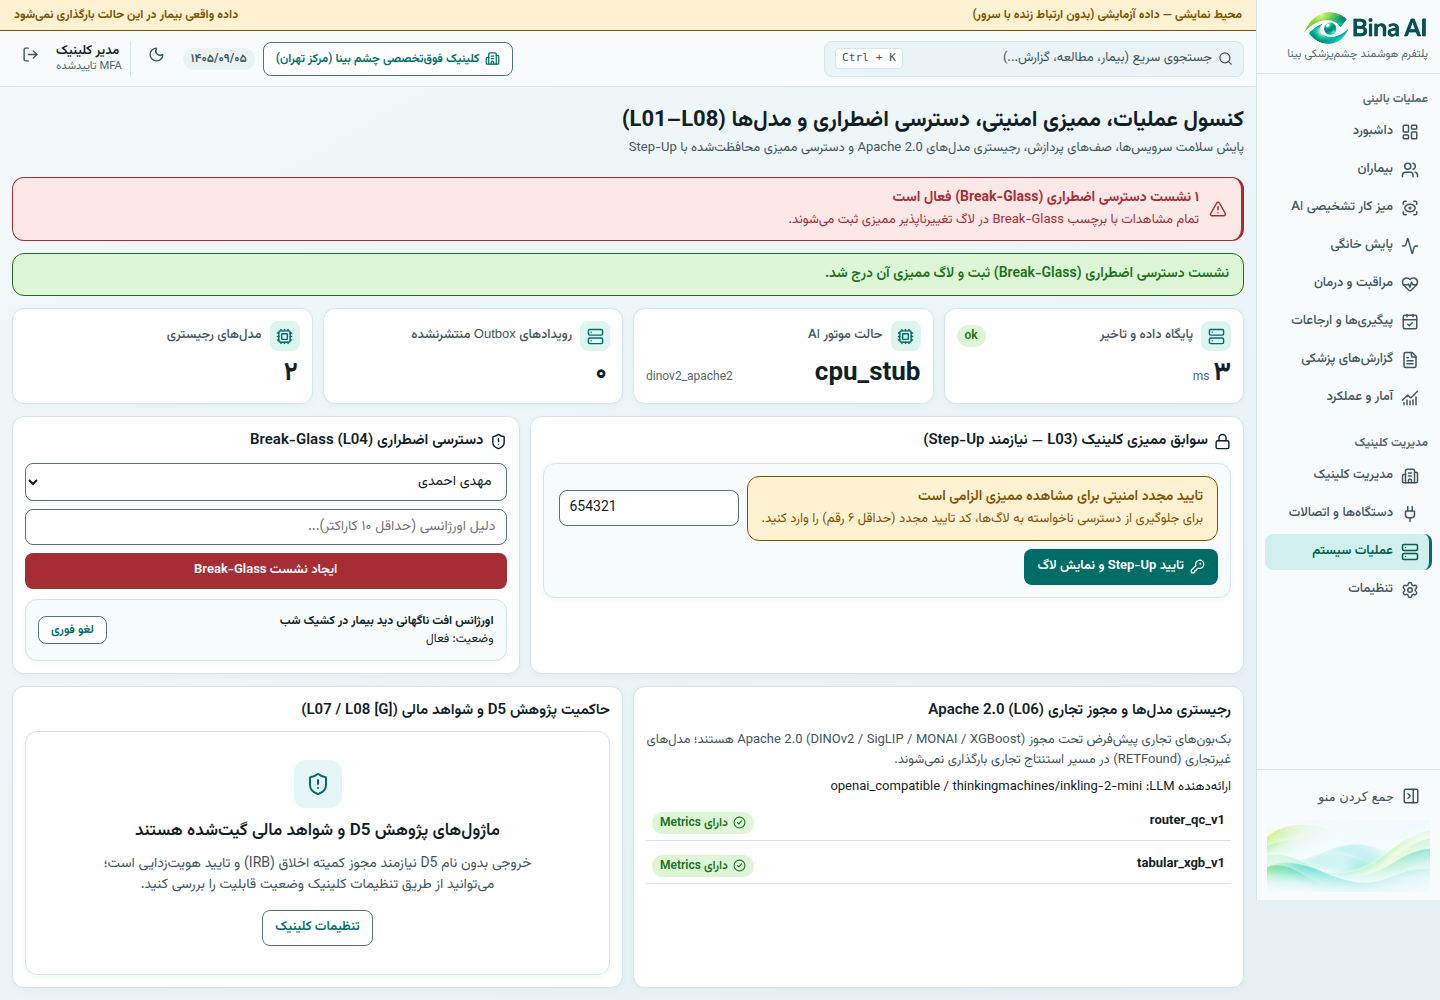 محیط نمایشی — داده آزمایشی (بدون ارتباط زنده با سرور)
داده واقعی بیمار در این حالت بارگذاری نمی‌شود
Bina AI
پلتفرم هوشمند چشم‌پزشکی بینا
جستجوی سریع (بیمار، مطالعه، گزارش...)
Ctrl + K
کلینیک فوق‌تخصصی چشم بینا (مرکز تهران)
۱۴۰۵/۰۹/۰۵
مدیر کلینیک
MFA تاییدشده
عملیات بالینی
داشبورد
بیماران
میز کار تشخیصی AI
پایش خانگی
مراقبت و درمان
پیگیری‌ها و ارجاعات
گزارش‌های پزشکی
آمار و عملکرد
مدیریت کلینیک
مدیریت کلینیک
دستگاه‌ها و اتصالات
عملیات سیستم
تنظیمات
جمع کردن منو
کنسول عملیات، ممیزی امنیتی، دسترسی اضطراری و مدل‌ها (L01–L08)
پایش سلامت سرویس‌ها، صف‌های پردازش، رجیستری مدل‌های Apache 2.0 و دسترسی ممیزی محافظت‌شده با Step-Up
۱ نشست دسترسی اضطراری (Break-Glass) فعال است
تمام مشاهدات با برچسب Break-Glass در لاگ تغییرناپذیر ممیزی ثبت می‌شوند.
نشست دسترسی اضطراری (Break-Glass) ثبت و لاگ ممیزی آن درج شد.
پایگاه داده و تاخیر
ok
۳ ms
حالت موتور AI
cpu_stub
dinov2_apache2
رویدادهای Outbox منتشرنشده
۰
مدل‌های رجیستری
۲
سوابق ممیزی کلینیک (L03 — نیازمند Step-Up)
تایید مجدد امنیتی برای مشاهده ممیزی الزامی است
برای جلوگیری از دسترسی ناخواسته به لاگ‌ها، کد تایید مجدد (حداقل ۶ رقم) را وارد کنید.
654321
تایید Step-Up و نمایش لاگ
دسترسی اضطراری Break-Glass (L04)
مهدی احمدی
دلیل اورژانسی (حداقل ۱۰ کاراکتر)...
ایجاد نشست Break-Glass
اورژانس افت ناگهانی دید بیمار در کشیک شب
وضعیت: فعال
لغو فوری
رجیستری مدل‌ها و مجوز تجاری Apache 2.0 (L06)
بک‌بون‌های تجاری پیش‌فرض تحت مجوز Apache 2.0 (DINOv2 / SigLIP / MONAI / XGBoost) هستند؛ مدل‌های
غیرتجاری (RETFound) در مسیر استنتاج تجاری بارگذاری نمی‌شوند.
ارائه‌دهنده LLM: openai_compatible / thinkingmachines/inkling-2-mini
router_qc_v1
دارای Metrics
tabular_xgb_v1
دارای Metrics
حاکمیت پژوهش D5 و شواهد مالی (L07 / L08 [G])
ماژول‌های پژوهش D5 و شواهد مالی گیت‌شده هستند
خروجی بدون نام D5 نیازمند مجوز کمیته اخلاق (IRB) و تایید هویت‌زدایی است؛
می‌توانید از طریق تنظیمات کلینیک وضعیت قابلیت را بررسی کنید.
تنظیمات کلینیک